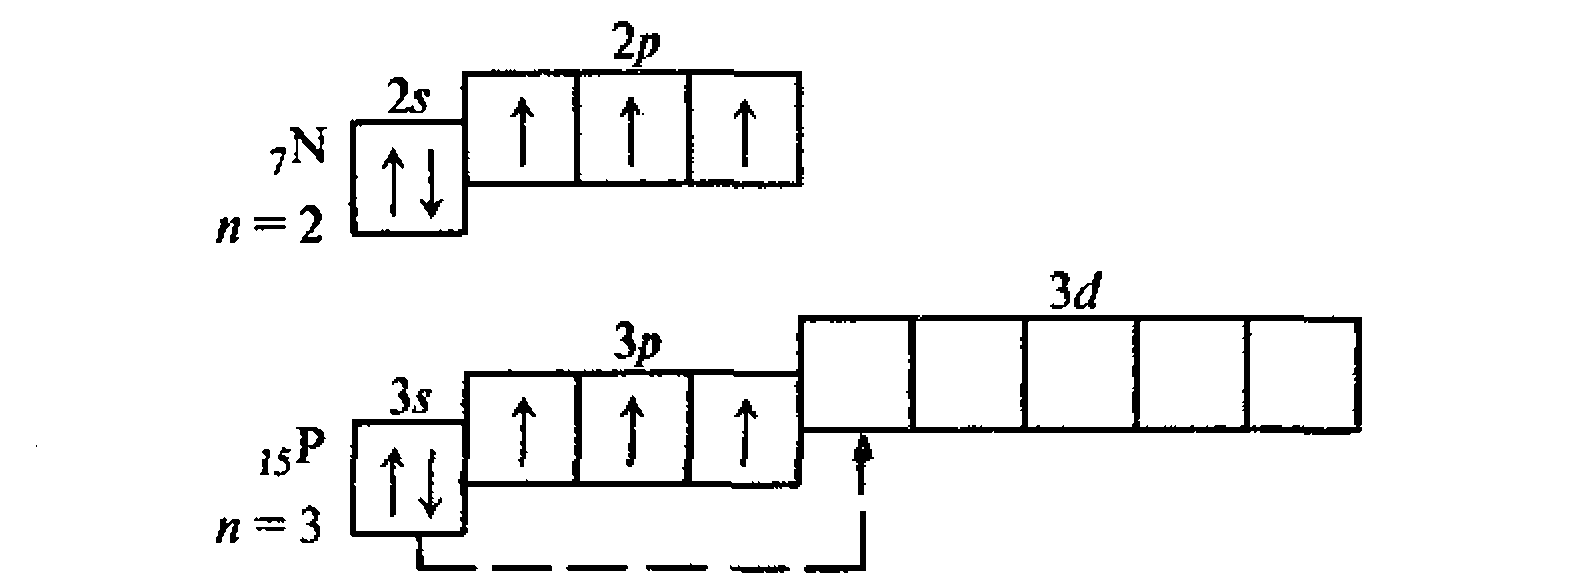 2p
2s
₇N
n = 2
3d
3p
3s
₁₅P
n = 3